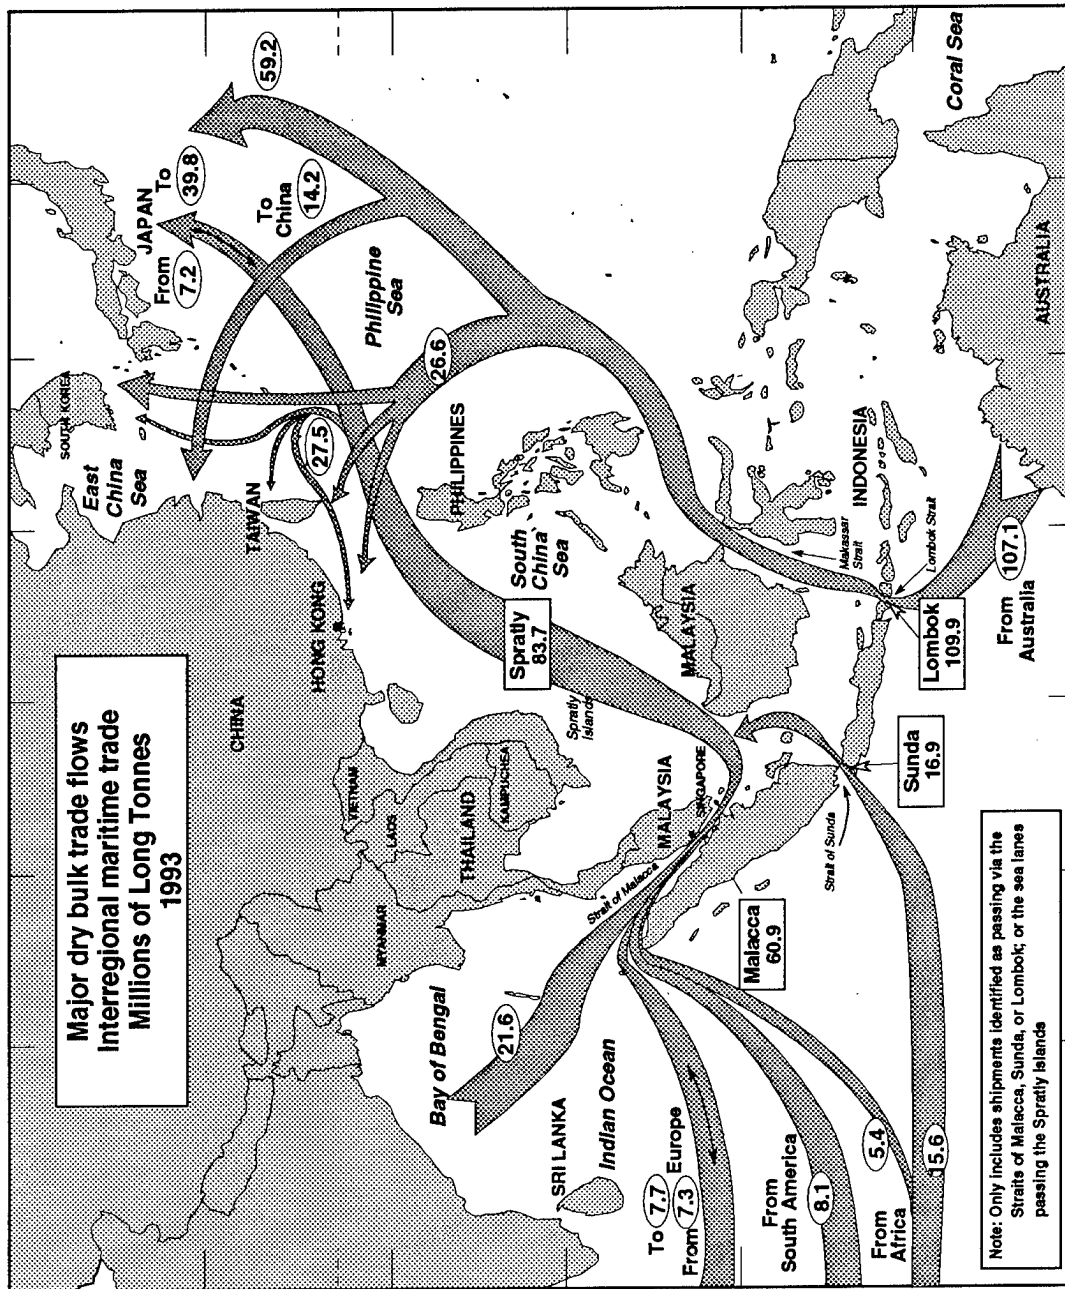 Major dry bulk trade flows
Interregional maritime trade
Millions of Long Tonnes
1993
CHINA
SOUTH KOREA
JAPAN
From
7.2
To
39.8
59.2
To
China
14.2
East
China
Sea
TAIWAN
27.5
HONG KONG
Philippine
Sea
26.6
MYANMAR
LAOS
VIETNAM
THAILAND
KAMPUCHEA
PHILIPPINES
South
China
Sea
Spratly
83.7
Spratly
Islands
Bay of Bengal
21.6
SRI LANKA
Indian Ocean
Strait of Malacca
MALAYSIA
SINGAPORE
MALAYSIA
Malacca
60.9
To 7.7
From 7.3
Europe
From
South America
8.1
From
Africa
5.4
15.6
Strait of Sunda
Sunda
16.9
Makassar
Strait
INDONESIA
Lombok Strait
Lombok
109.9
From
Australia
107.1
AUSTRALIA
Coral Sea
Note: Only includes shipments identified as passing via the
Straits of Malacca, Sunda, or Lombok; or the sea lanes
passing the Spratly Islands